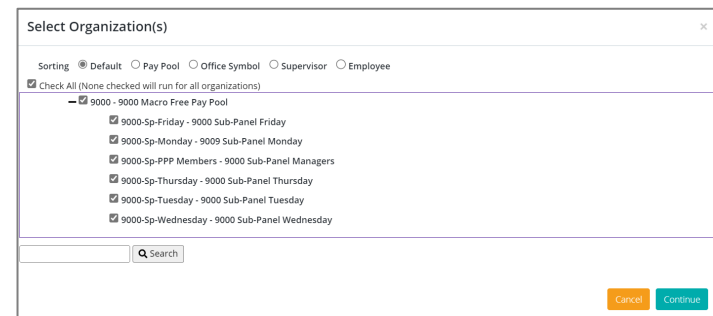 Select Organization(s) ×
Sorting Default Pay Pool Office Symbol Supervisor Employee
Check All (None checked will run for all organizations)
9000 - 9000 Macro Free Pay Pool
9000-Sp-Friday - 9000 Sub-Panel Friday
9000-Sp-Monday - 9009 Sub-Panel Monday
9000-Sp-PPP Members - 9000 Sub-Panel Managers
9000-Sp-Thursday - 9000 Sub-Panel Thursday
9000-Sp-Tuesday - 9000 Sub-Panel Tuesday
9000-Sp-Wednesday - 9000 Sub-Panel Wednesday
Search
Cancel Continue